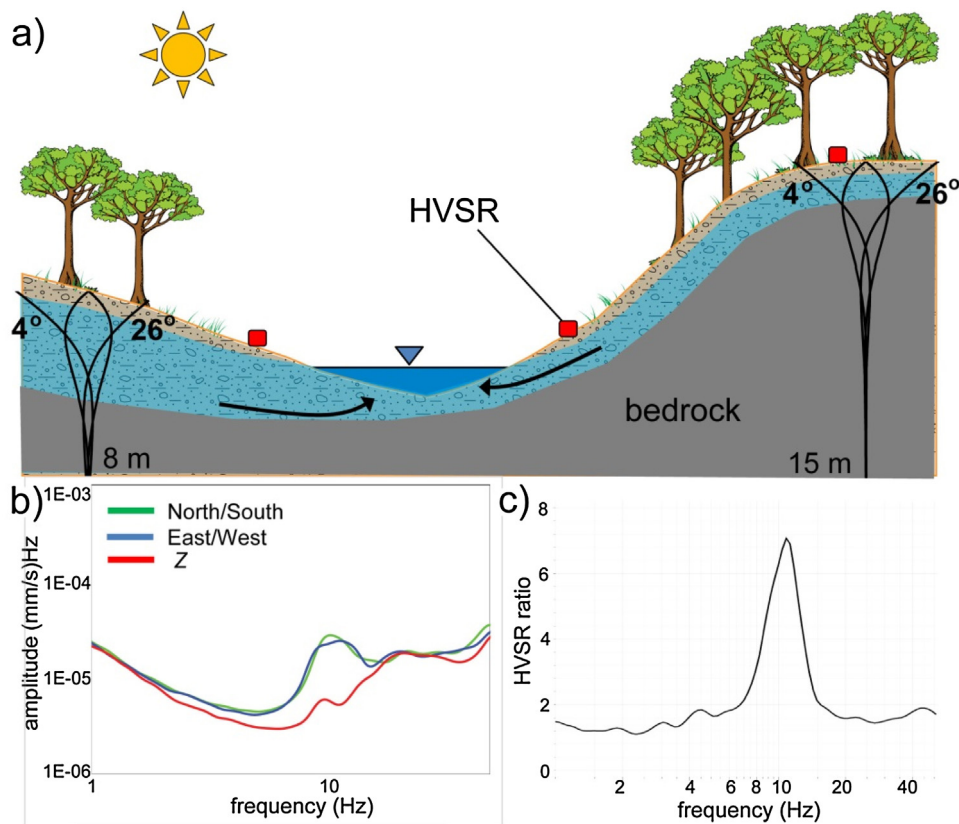 a)
HVSR
4°
26°
4°
26°
bedrock
8 m
15 m
b)
1E-03
1E-04
1E-05
1E-06
amplitude (mm/s)Hz
North/South
East/West
Z
1
10
frequency (Hz)
c)
8
6
4
2
0
HVSR ratio
2
4
6
8
10
20
40
frequency (Hz)